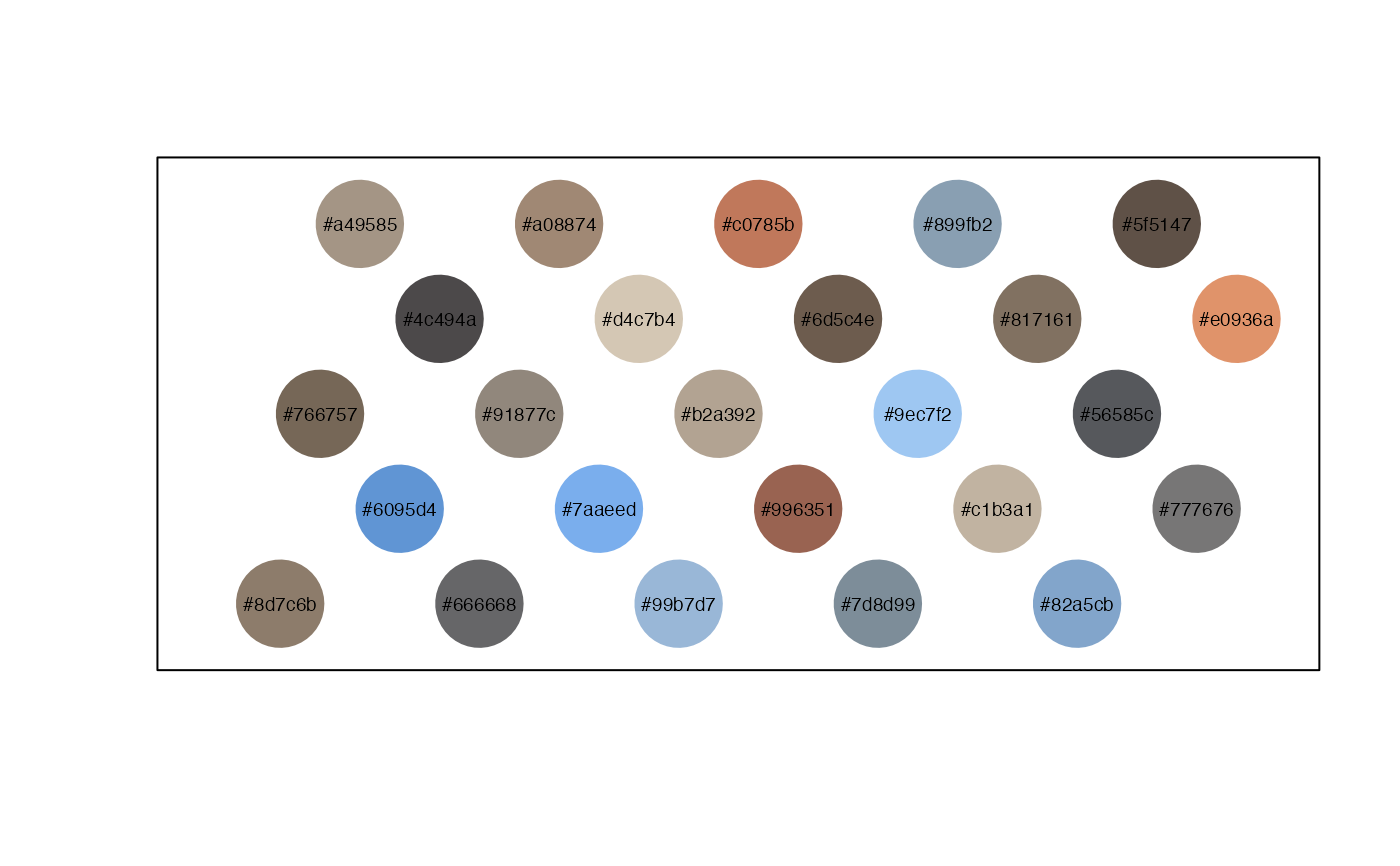 #a49585 #a08874 #c0785b #899fb2 #5f5147
#4c494a #d4c7b4 #6d5c4e #817161 #e0936a
#766757 #91877c #b2a392 #9ec7f2 #56585c
#6095d4 #7aaeed #996351 #c1b3a1 #777676
#8d7c6b #666668 #99b7d7 #7d8d99 #82a5cb